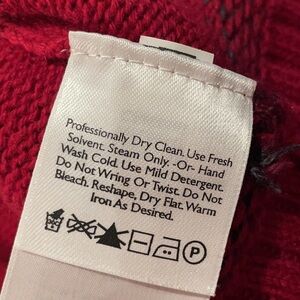 Professionally Dry Clean. Use Fresh
Solvent. Steam Only. -Or- Hand
Wash Cold. Use Mild Detergent.
Do Not Wring Or Twist. Do Not
Bleach. Reshape, Dry Flat. Warm
Iron As Desired.
P